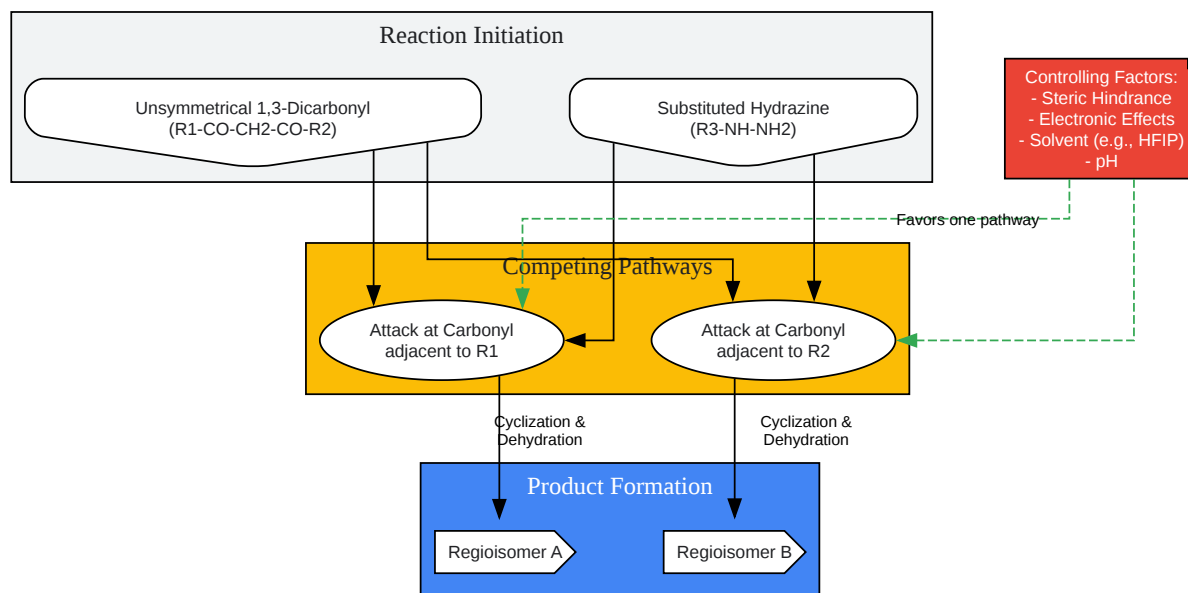 Reaction Initiation
Unsymmetrical 1,3-Dicarbonyl
(R1-CO-CH2-CO-R2)
Substituted Hydrazine
(R3-NH-NH2)
Controlling Factors:
- Steric Hindrance
- Electronic Effects
- Solvent (e.g., HFIP)
- pH
Favors one pathway
Competing Pathways
Attack at Carbonyl
adjacent to R1
Attack at Carbonyl
adjacent to R2
Cyclization &
Dehydration
Cyclization &
Dehydration
Product Formation
Regioisomer A
Regioisomer B